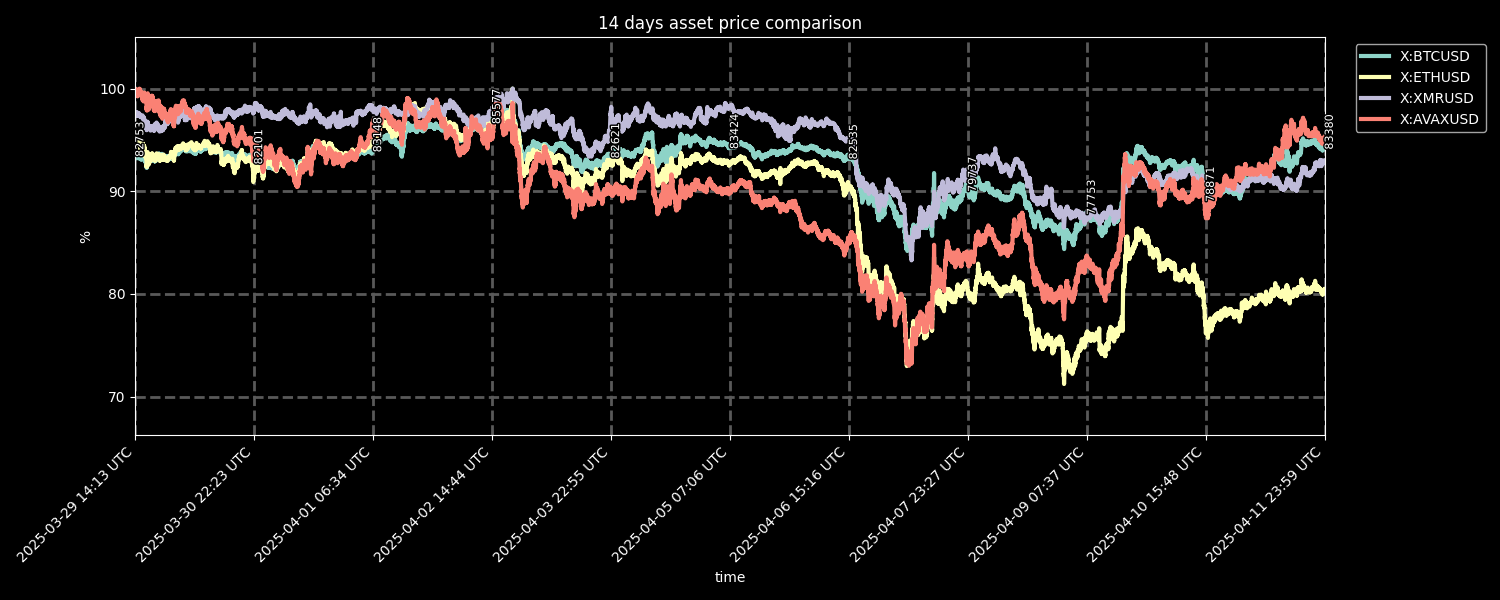 14 days asset price comparison
X:BTCUSD
X:ETHUSD
X:XMRUSD
X:AVAXUSD
100
90
80
70
%
82753
82101
83148
85577
82621
83424
82535
79737
77753
78871
83380
2025-03-29 14:13 UTC
2025-03-30 22:23 UTC
2025-04-01 06:34 UTC
2025-04-02 14:44 UTC
2025-04-03 22:55 UTC
2025-04-05 07:06 UTC
2025-04-06 15:16 UTC
2025-04-07 23:27 UTC
2025-04-09 07:37 UTC
2025-04-10 15:48 UTC
2025-04-11 23:59 UTC
time